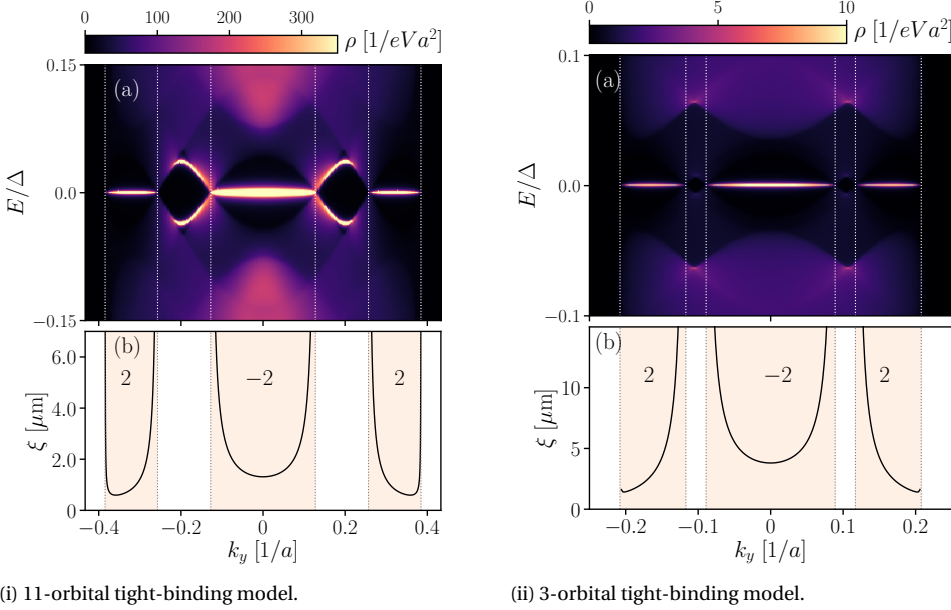 0 100 200 300
ρ [1/eVa²]
0.15
(a)
0.0
E/Δ
−0.15
(b)
6.0
4.0
2.0
0
ξ [μm]
2 −2 2
−0.4 −0.2 0 0.2 0.4
k_y [1/a]
(i) 11-orbital tight-binding model.
0 5 10
ρ [1/eVa²]
0.1
(a)
0.0
E/Δ
−0.1
(b)
10
5
0
ξ [μm]
2 −2 2
−0.2 −0.1 0 0.1 0.2
k_y [1/a]
(ii) 3-orbital tight-binding model.